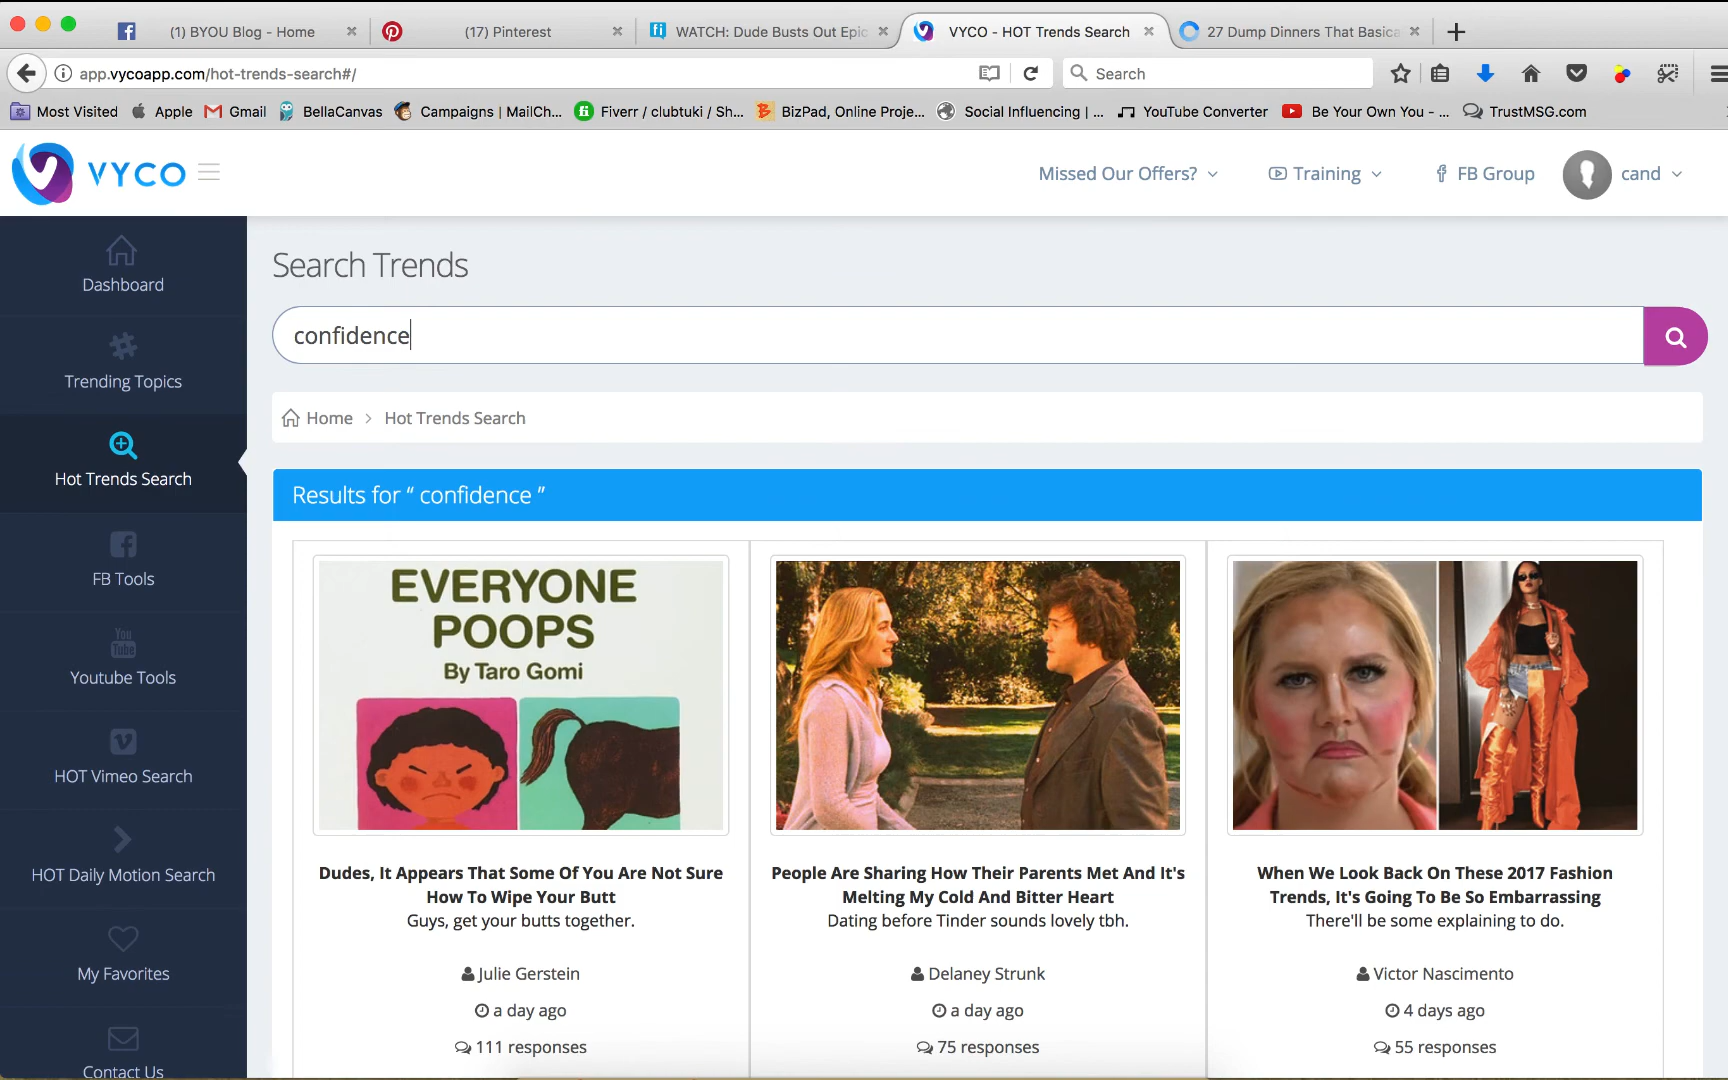 (1) BYOU Blog - Home
(17) Pinterest
WATCH: Dude Busts Out Epic
VYCO - HOT Trends Search
27 Dump Dinners That Basica
app.vycoapp.com/hot-trends-search#/
Search
Most Visited
Apple
Gmail
BellaCanvas
Campaigns | MailCh...
Fiverr / clubtuki / Sh...
BizPad, Online Proje...
Social Influencing | ...
YouTube Converter
Be Your Own You - ...
TrustMSG.com
VYCO
Missed Our Offers?
Training
FB Group
cand
Dashboard
Trending Topics
Hot Trends Search
FB Tools
You
Tube
Youtube Tools
HOT Vimeo Search
HOT Daily Motion Search
My Favorites
Contact Us
Search Trends
confidence
Home
Hot Trends Search
Results for “ confidence ”
EVERYONE
POOPS
By Taro Gomi
Dudes, It Appears That Some Of You Are Not Sure
How To Wipe Your Butt
Guys, get your butts together.
Julie Gerstein
a day ago
111 responses
People Are Sharing How Their Parents Met And It's
Melting My Cold And Bitter Heart
Dating before Tinder sounds lovely tbh.
Delaney Strunk
a day ago
75 responses
When We Look Back On These 2017 Fashion
Trends, It's Going To Be So Embarrassing
There'll be some explaining to do.
Victor Nascimento
4 days ago
55 responses